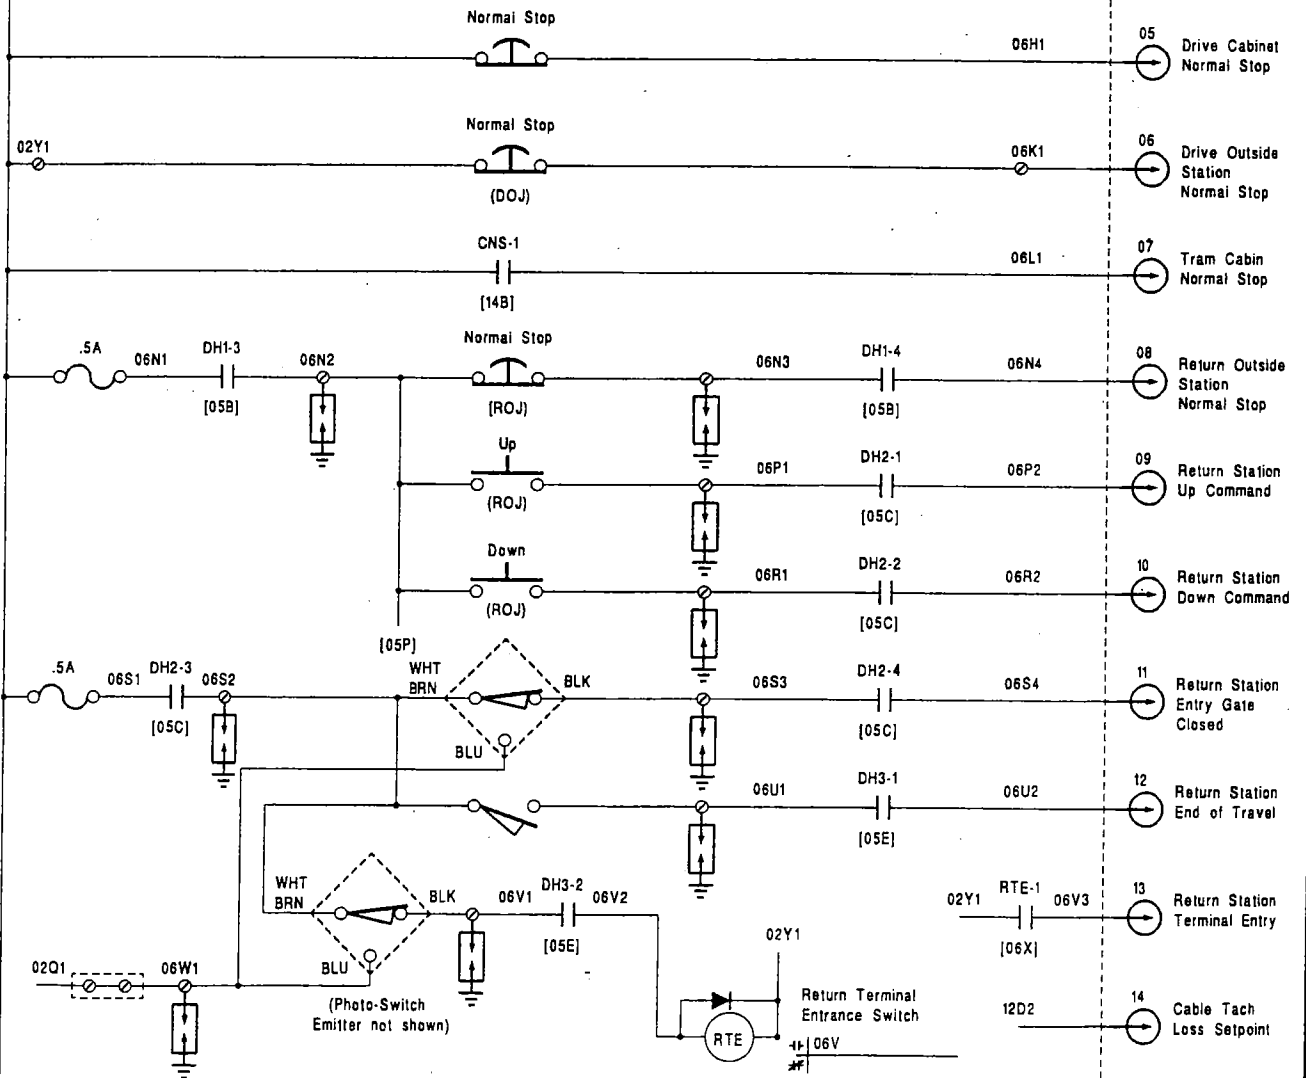 Normal Stop
06H1
05
Drive Cabinet
Normal Stop
Normal Stop
02Y1
(DOJ)
06K1
06
Drive Outside
Station
Normal Stop
CNS-1
[14B]
06L1
07
Tram Cabin
Normal Stop
Normal Stop
.5A
06N1
DH1-3
[05B]
06N2
(ROJ)
06N3
DH1-4
[05B]
06N4
08
Return Outside
Station
Normal Stop
Up
(ROJ)
06P1
DH2-1
[05C]
06P2
09
Return Station
Up Command
Down
(ROJ)
06R1
DH2-2
[05C]
06R2
10
Return Station
Down Command
[05P]
.5A
06S1
DH2-3
[05C]
06S2
WHT
BRN
BLK
BLU
06S3
DH2-4
[05C]
06S4
11
Return Station
Entry Gate
Closed
06U1
DH3-1
[05E]
06U2
12
Return Station
End of Travel
WHT
BRN
BLK
BLU
06V1
DH3-2
[05E]
06V2
02Y1
RTE-1
[06X]
06V3
13
Return Station
Terminal Entry
02Q1
06W1
(Photo-Switch
Emitter not shown)
02Y1
RTE
Return Terminal
Entrance Switch
06V
12D2
14
Cable Tach
Loss Setpoint